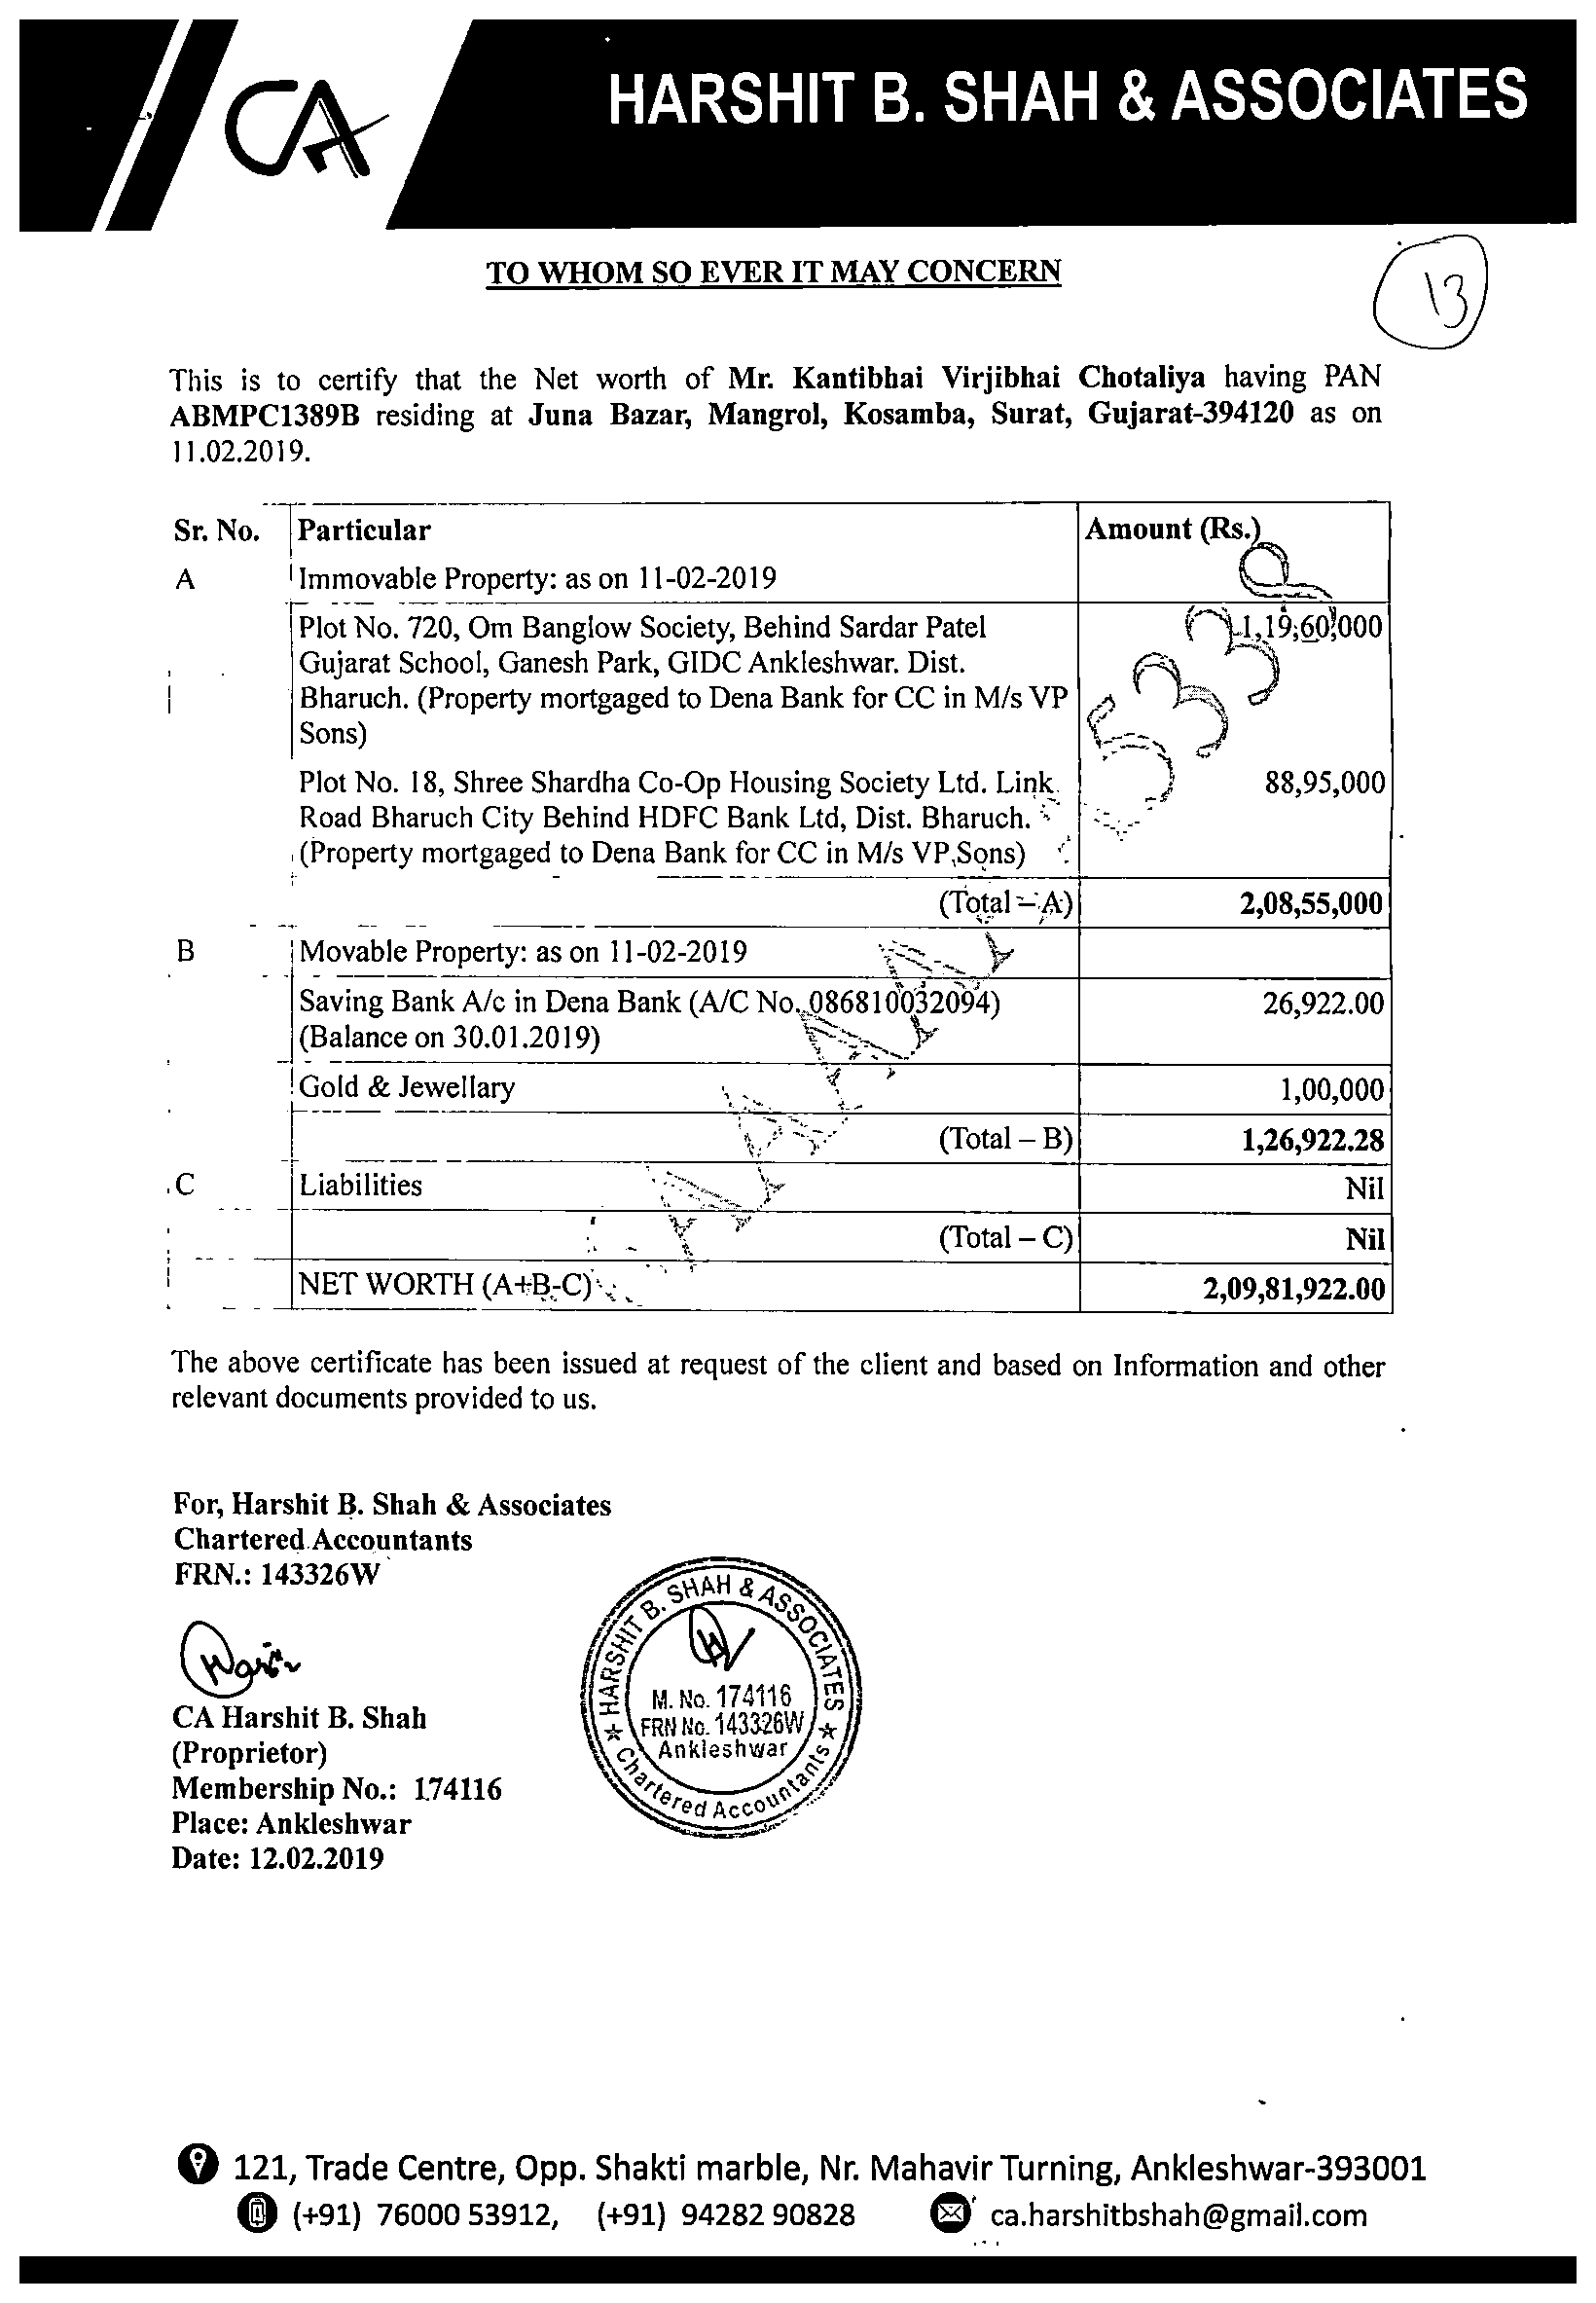 CA
HARSHIT B. SHAH & ASSOCIATES
TO WHOM SO EVER IT MAY CONCERN
13
This is to certify that the Net worth of Mr. Kantibhai Virjibhai Chotaliya having PAN
ABMPC1389B residing at Juna Bazar, Mangrol, Kosamba, Surat, Gujarat-394120 as on
11.02.2019.
Sr. No. Particular Amount (Rs.)
A Immovable Property: as on 11-02-2019
Plot No. 720, Om Banglow Society, Behind Sardar Patel 1,19,60,000
Gujarat School, Ganesh Park, GIDC Ankleshwar. Dist.
Bharuch. (Property mortgaged to Dena Bank for CC in M/s VP
Sons)
Plot No. 18, Shree Shardha Co-Op Housing Society Ltd. Link 88,95,000
Road Bharuch City Behind HDFC Bank Ltd, Dist. Bharuch.
(Property mortgaged to Dena Bank for CC in M/s VP Sons)
(Total – A) 2,08,55,000
B Movable Property: as on 11-02-2019
Saving Bank A/c in Dena Bank (A/C No. 086810032094) 26,922.00
(Balance on 30.01.2019)
Gold & Jewellary 1,00,000
(Total – B) 1,26,922.28
C Liabilities Nil
(Total – C) Nil
NET WORTH (A+B-C) 2,09,81,922.00
The above certificate has been issued at request of the client and based on Information and other
relevant documents provided to us.
For, Harshit B. Shah & Associates
Chartered Accountants
FRN.: 143326W
CA Harshit B. Shah
(Proprietor)
Membership No.: 174116
Place: Ankleshwar
Date: 12.02.2019
HARSHIT B. SHAH & ASSOCIATES
M. No. 174116
FRN No. 143326W
Ankleshwar
Chartered Accountants
121, Trade Centre, Opp. Shakti marble, Nr. Mahavir Turning, Ankleshwar-393001
(+91) 76000 53912, (+91) 94282 90828 ca.harshitbshah@gmail.com